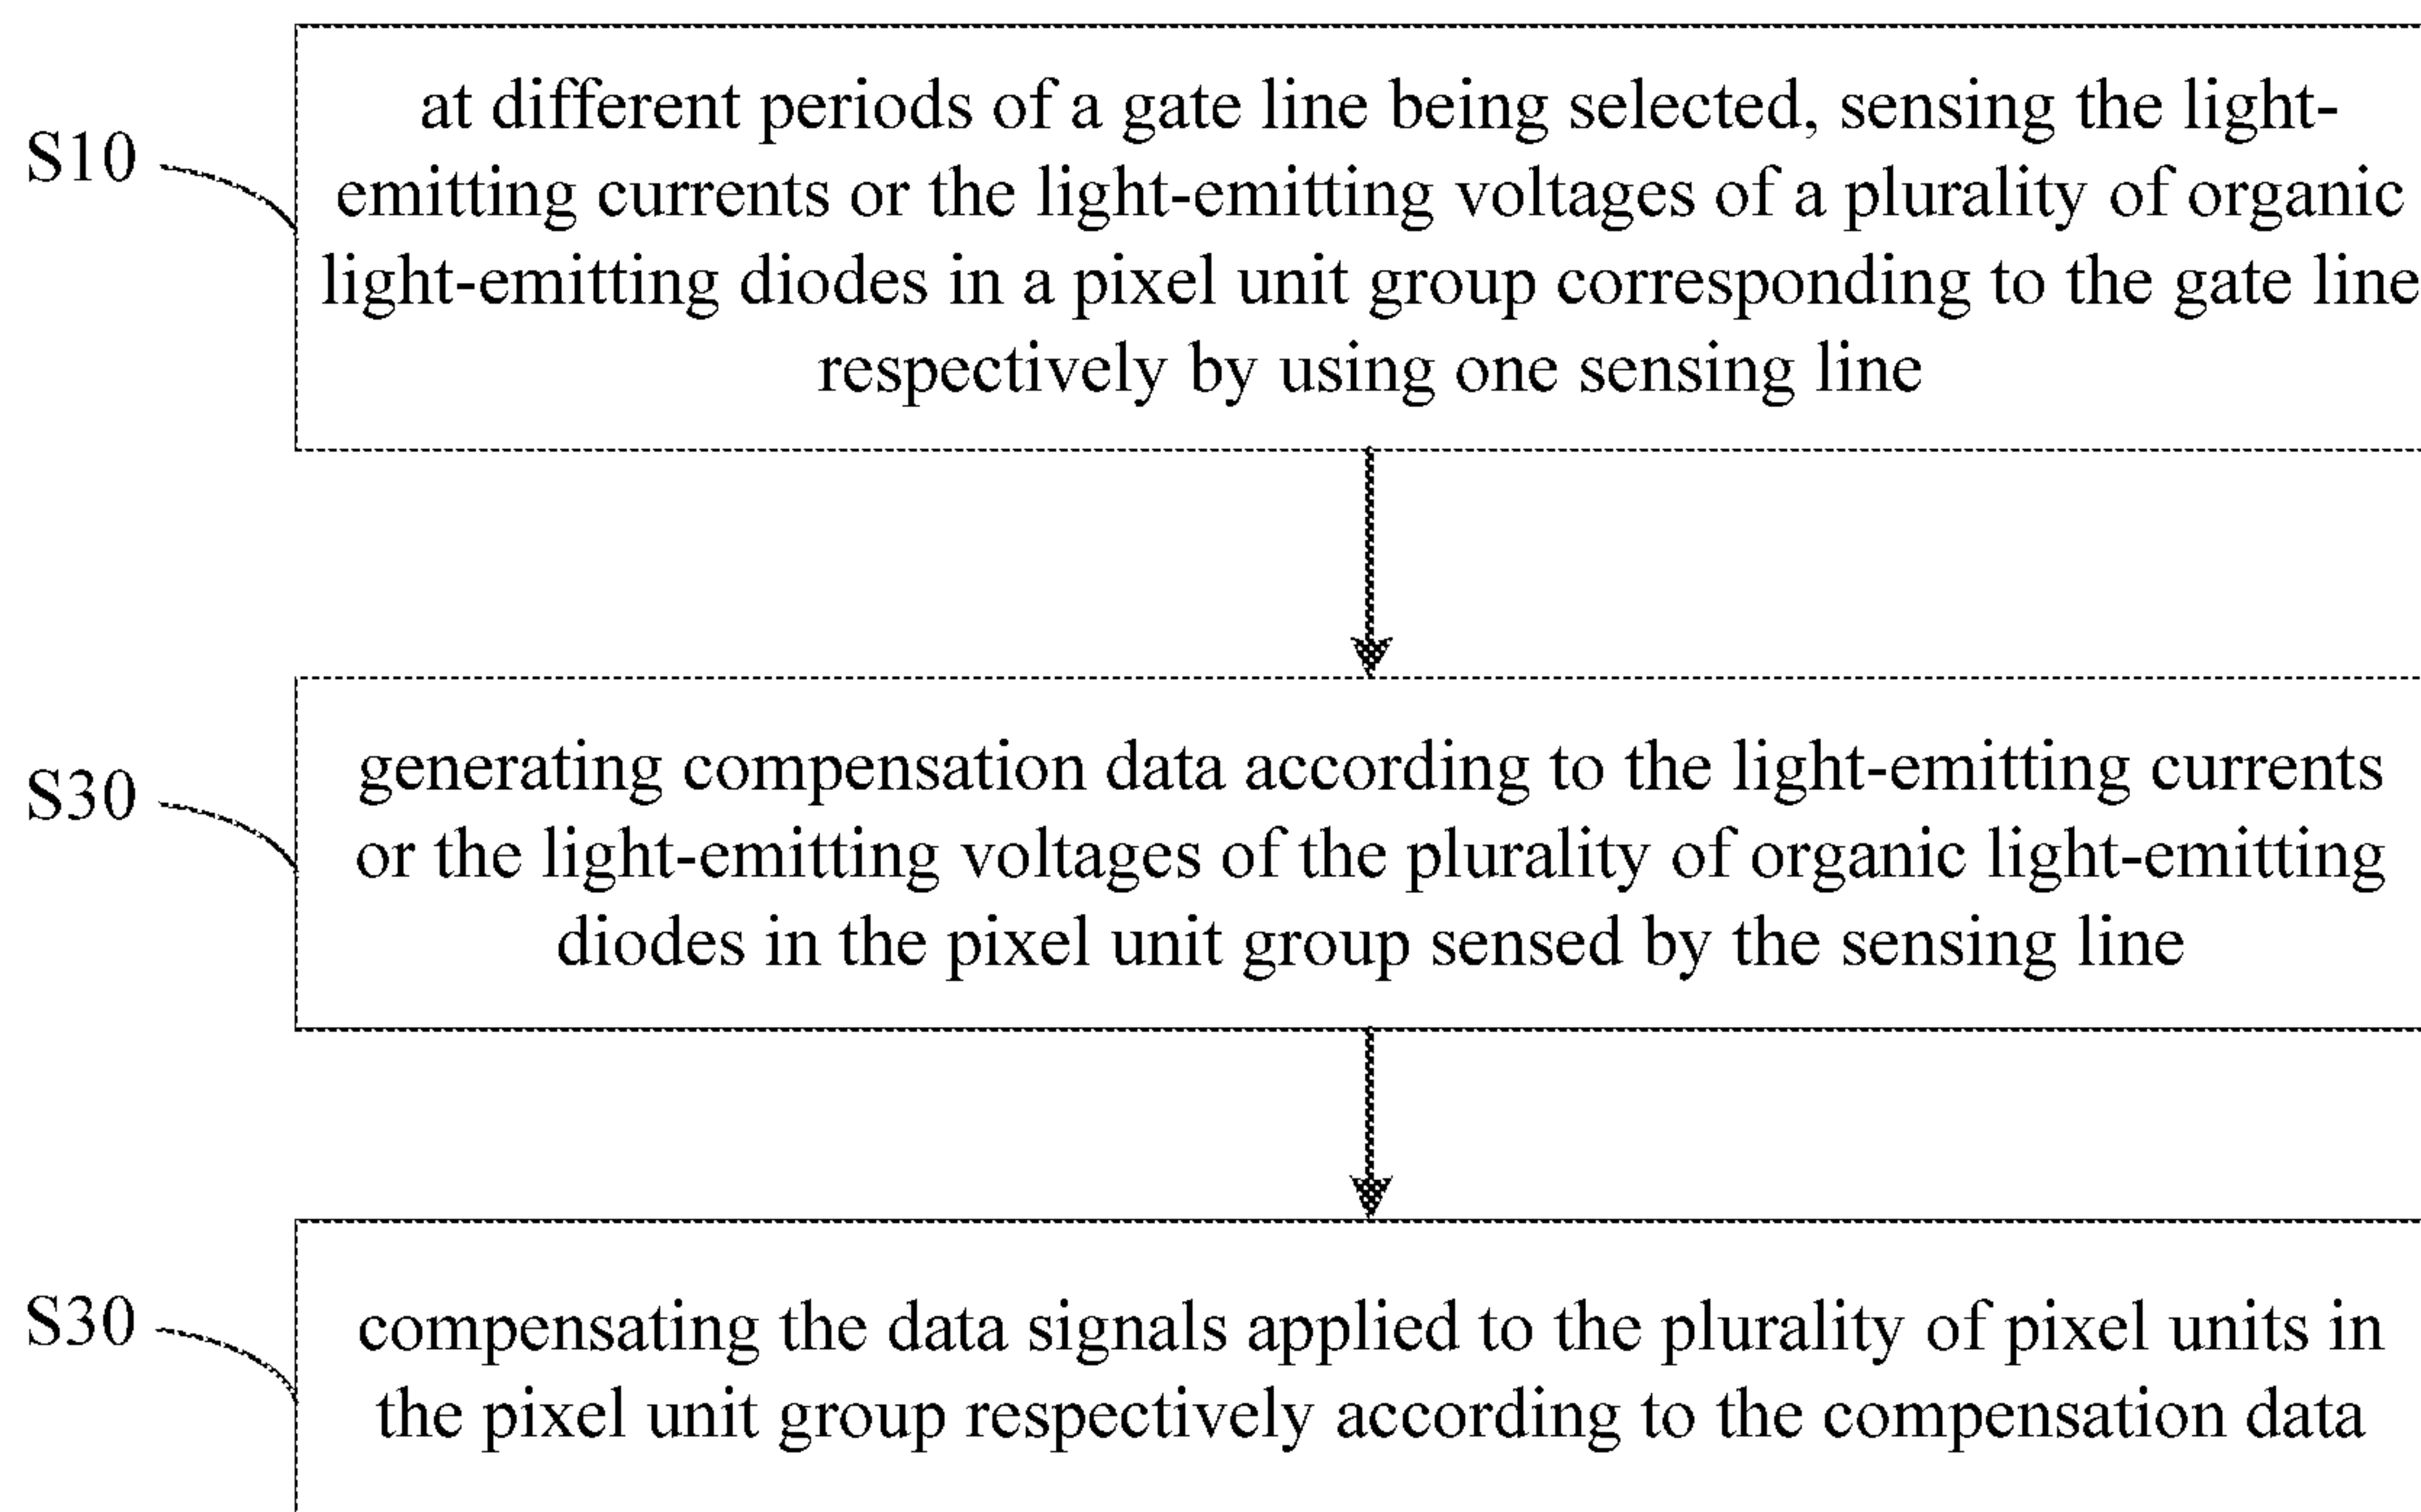 S10
at different periods of a gate line being selected, sensing the light-
emitting currents or the light-emitting voltages of a plurality of organic
light-emitting diodes in a pixel unit group corresponding to the gate line
respectively by using one sensing line
S30
generating compensation data according to the light-emitting currents
or the light-emitting voltages of the plurality of organic light-emitting
diodes in the pixel unit group sensed by the sensing line
S30
compensating the data signals applied to the plurality of pixel units in
the pixel unit group respectively according to the compensation data